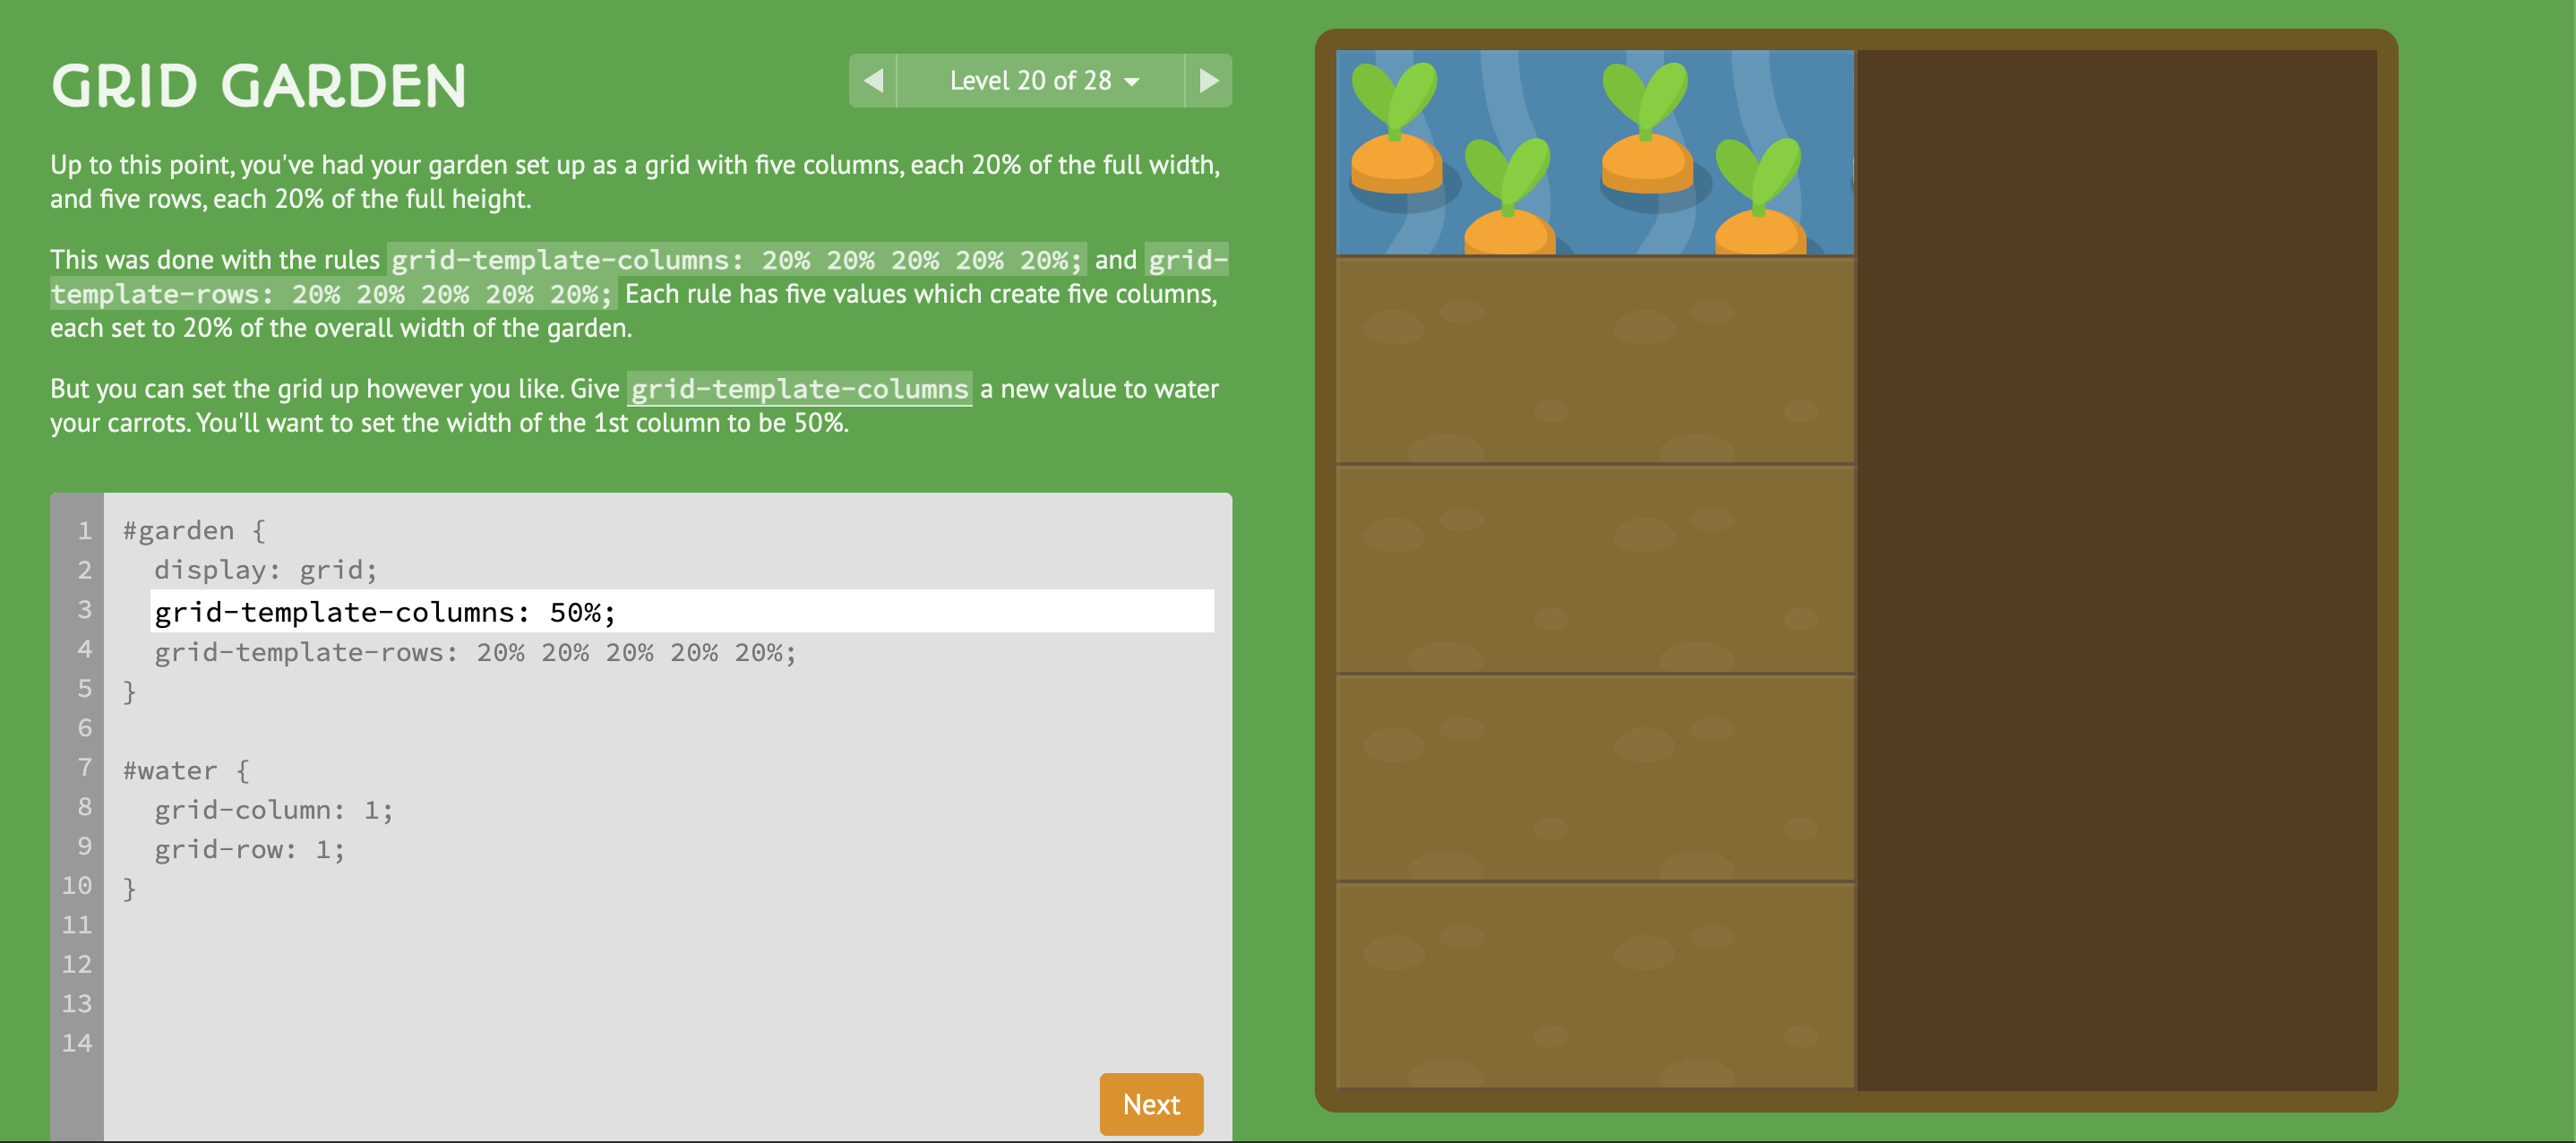 GRID GARDEN
Level 20 of 28
Up to this point, you've had your garden set up as a grid with five columns, each 20% of the full width,
and five rows, each 20% of the full height.
This was done with the rules grid-template-columns: 20% 20% 20% 20% 20%; and grid-
template-rows: 20% 20% 20% 20% 20%; Each rule has five values which create five columns,
each set to 20% of the overall width of the garden.
But you can set the grid up however you like. Give grid-template-columns a new value to water
your carrots. You'll want to set the width of the 1st column to be 50%.
1 #garden {
2 display: grid;
3 grid-template-columns: 50%;
4 grid-template-rows: 20% 20% 20% 20% 20%;
5 }
6
7 #water {
8 grid-column: 1;
9 grid-row: 1;
10 }
11
12
13
14
Next